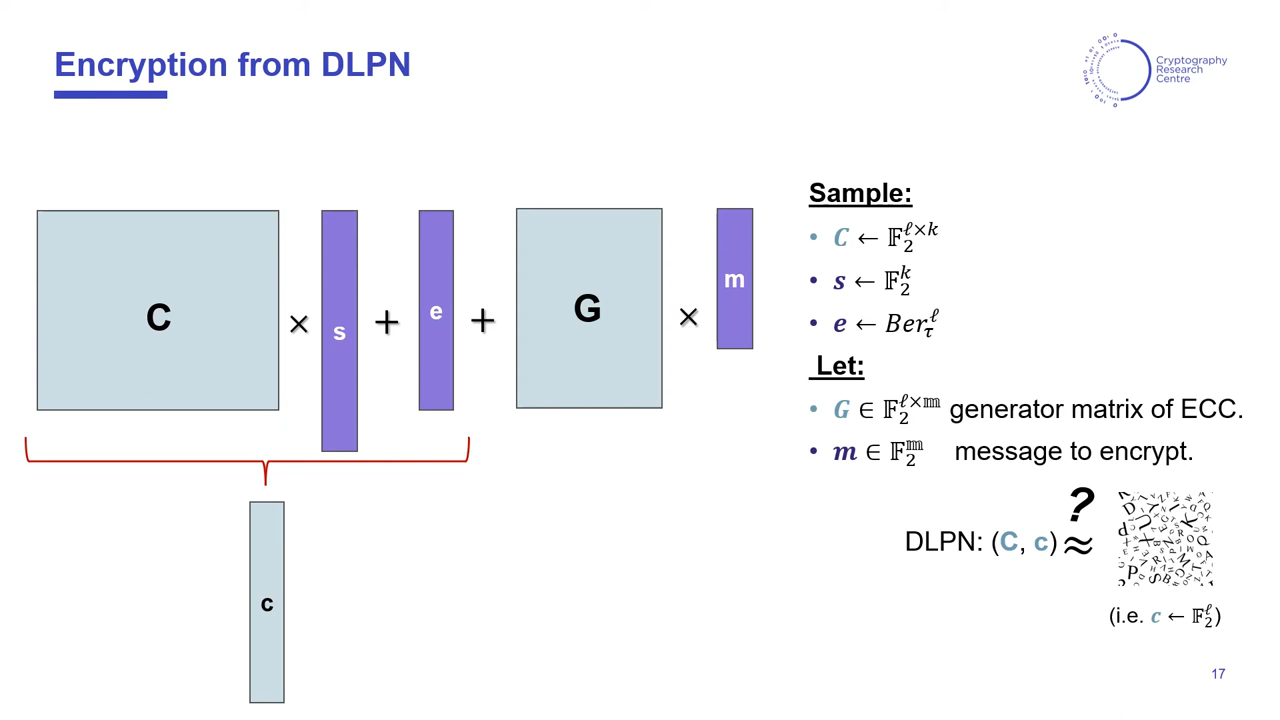 Encryption from DLPN
Cryptography
Research
Centre
C × s + e + G × m
c
Sample:
• C ← 𝔽₂^{ℓ×k}
• s ← 𝔽₂^k
• e ← Ber_τ^ℓ
Let:
• G ∈ 𝔽₂^{ℓ×𝕞} generator matrix of ECC.
• m ∈ 𝔽₂^𝕞 message to encrypt.
?
DLPN: (C, c) ≈
(i.e. c ← 𝔽₂^ℓ)
17